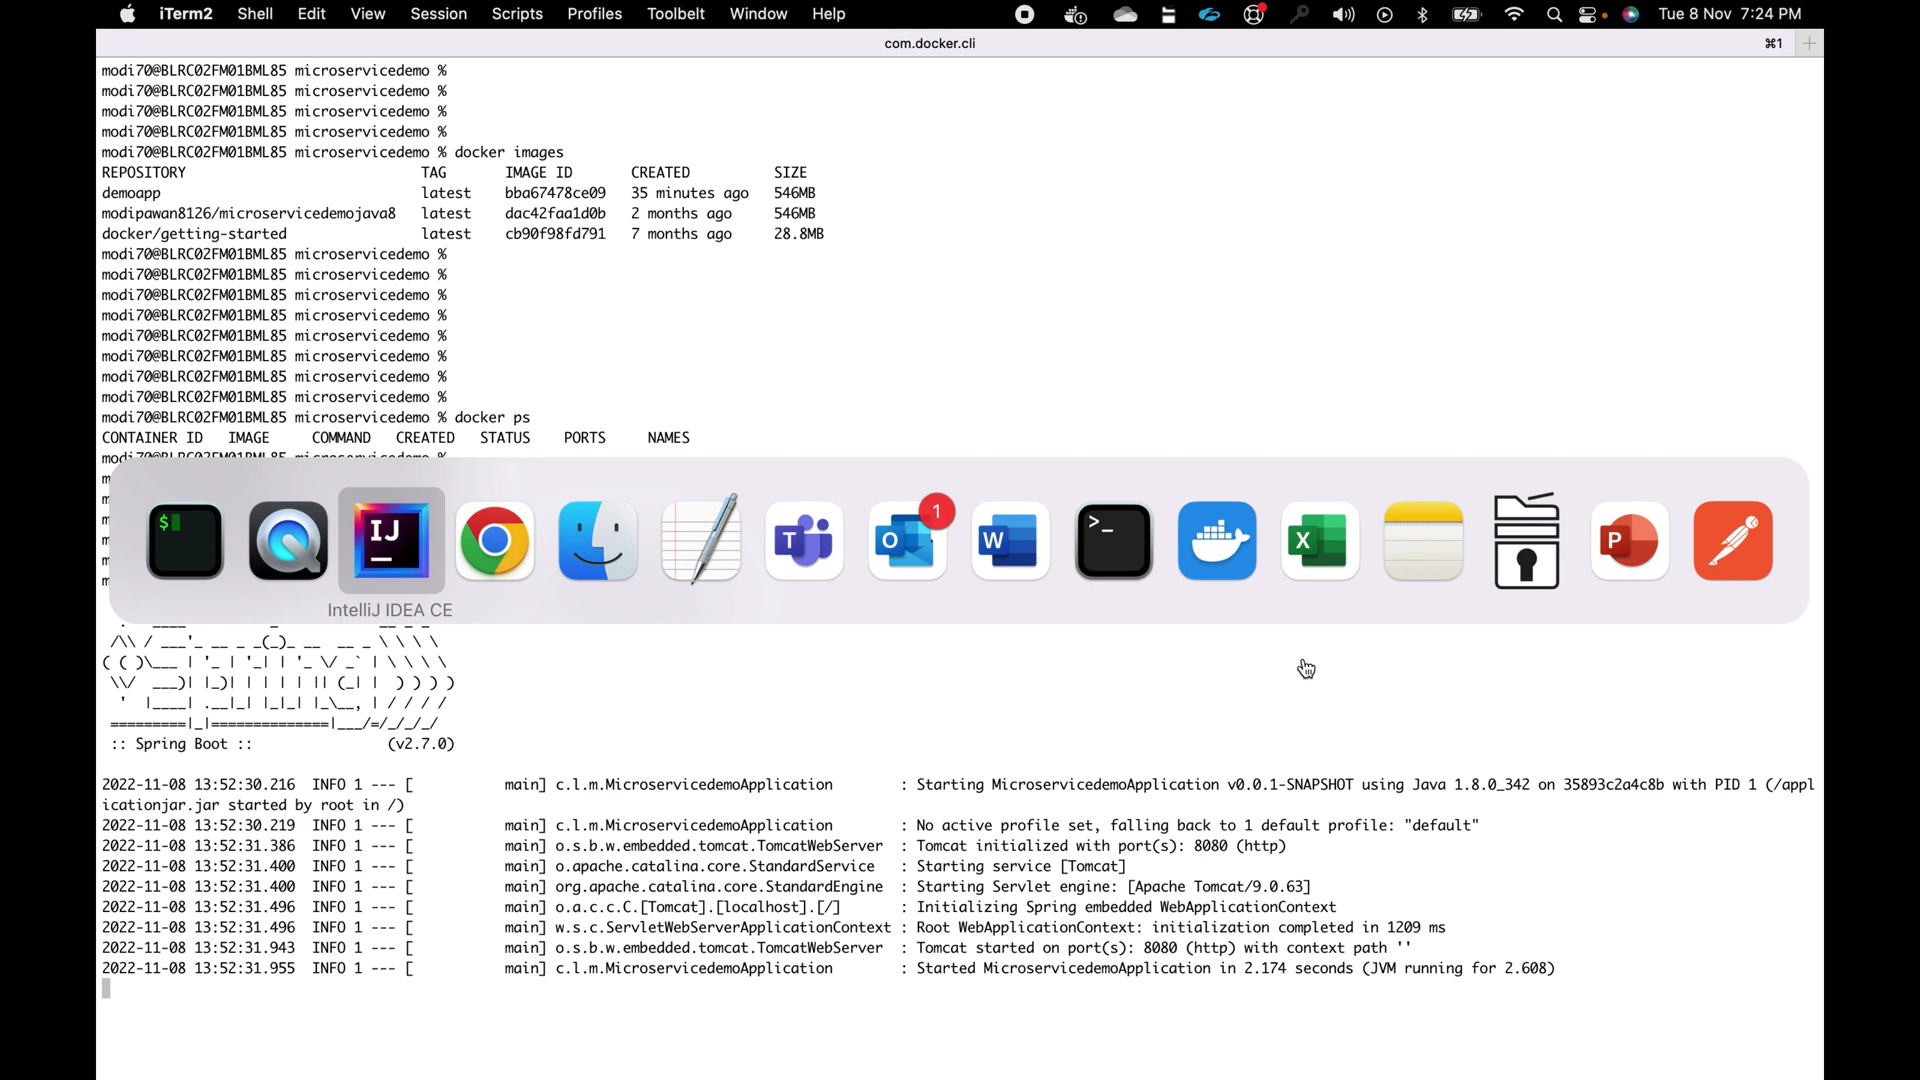 iTerm2 Shell Edit View Session Scripts Profiles Toolbelt Window Help Tue 8 Nov 7:24 PM
com.docker.cli ⌘1
modi70@BLRC02FM01BML85 microservicedemo %
modi70@BLRC02FM01BML85 microservicedemo %
modi70@BLRC02FM01BML85 microservicedemo %
modi70@BLRC02FM01BML85 microservicedemo %
modi70@BLRC02FM01BML85 microservicedemo % docker images
REPOSITORY TAG IMAGE ID CREATED SIZE
demoapp latest bba67478ce09 35 minutes ago 546MB
modipawan8126/microservicedemojava8 latest dac42faa1d0b 2 months ago 546MB
docker/getting-started latest cb90f98fd791 7 months ago 28.8MB
modi70@BLRC02FM01BML85 microservicedemo %
modi70@BLRC02FM01BML85 microservicedemo %
modi70@BLRC02FM01BML85 microservicedemo %
modi70@BLRC02FM01BML85 microservicedemo %
modi70@BLRC02FM01BML85 microservicedemo %
modi70@BLRC02FM01BML85 microservicedemo %
modi70@BLRC02FM01BML85 microservicedemo %
modi70@BLRC02FM01BML85 microservicedemo %
modi70@BLRC02FM01BML85 microservicedemo % docker ps
CONTAINER ID IMAGE COMMAND CREATED STATUS PORTS NAMES
$ IJ T O 1 W >_ X P
IntelliJ IDEA CE
:: Spring Boot :: (v2.7.0)
2022-11-08 13:52:30.216 INFO 1 --- [ main] c.l.m.MicroservicedemoApplication : Starting MicroservicedemoApplication v0.0.1-SNAPSHOT using Java 1.8.0_342 on 35893c2a4c8b with PID 1 (/appl
icationjar.jar started by root in /)
2022-11-08 13:52:30.219 INFO 1 --- [ main] c.l.m.MicroservicedemoApplication : No active profile set, falling back to 1 default profile: "default"
2022-11-08 13:52:31.386 INFO 1 --- [ main] o.s.b.w.embedded.tomcat.TomcatWebServer : Tomcat initialized with port(s): 8080 (http)
2022-11-08 13:52:31.400 INFO 1 --- [ main] o.apache.catalina.core.StandardService : Starting service [Tomcat]
2022-11-08 13:52:31.400 INFO 1 --- [ main] org.apache.catalina.core.StandardEngine : Starting Servlet engine: [Apache Tomcat/9.0.63]
2022-11-08 13:52:31.496 INFO 1 --- [ main] o.a.c.c.C.[Tomcat].[localhost].[/] : Initializing Spring embedded WebApplicationContext
2022-11-08 13:52:31.496 INFO 1 --- [ main] w.s.c.ServletWebServerApplicationContext : Root WebApplicationContext: initialization completed in 1209 ms
2022-11-08 13:52:31.943 INFO 1 --- [ main] o.s.b.w.embedded.tomcat.TomcatWebServer : Tomcat started on port(s): 8080 (http) with context path ''
2022-11-08 13:52:31.955 INFO 1 --- [ main] c.l.m.MicroservicedemoApplication : Started MicroservicedemoApplication in 2.174 seconds (JVM running for 2.608)